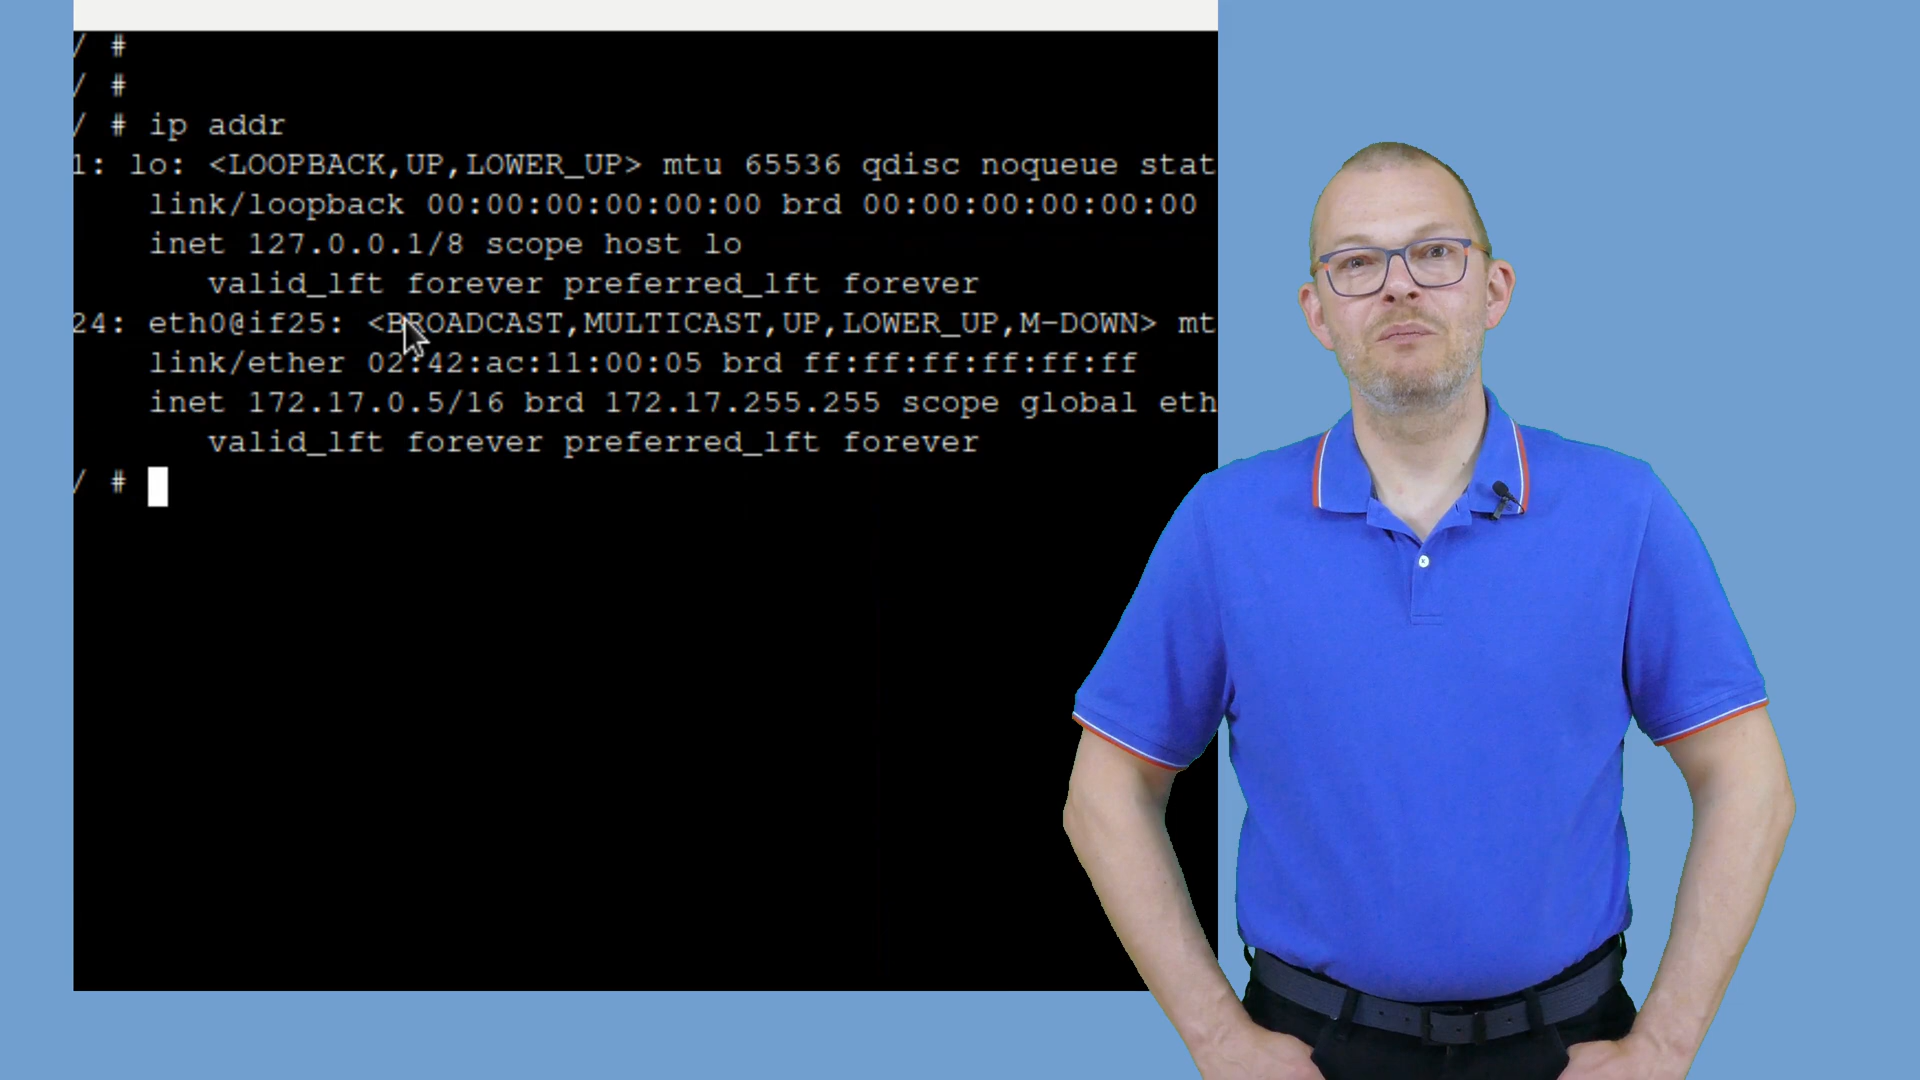 / #
/ #
/ # ip addr
1: lo: <LOOPBACK,UP,LOWER_UP> mtu 65536 qdisc noqueue stat
link/loopback 00:00:00:00:00:00 brd 00:00:00:00:00:00
inet 127.0.0.1/8 scope host lo
valid_lft forever preferred_lft forever
24: eth0@if25: <BROADCAST,MULTICAST,UP,LOWER_UP,M-DOWN> mt
link/ether 02:42:ac:11:00:05 brd ff:ff:ff:ff:ff:ff
inet 172.17.0.5/16 brd 172.17.255.255 scope global eth
valid_lft forever preferred_lft forever
/ #